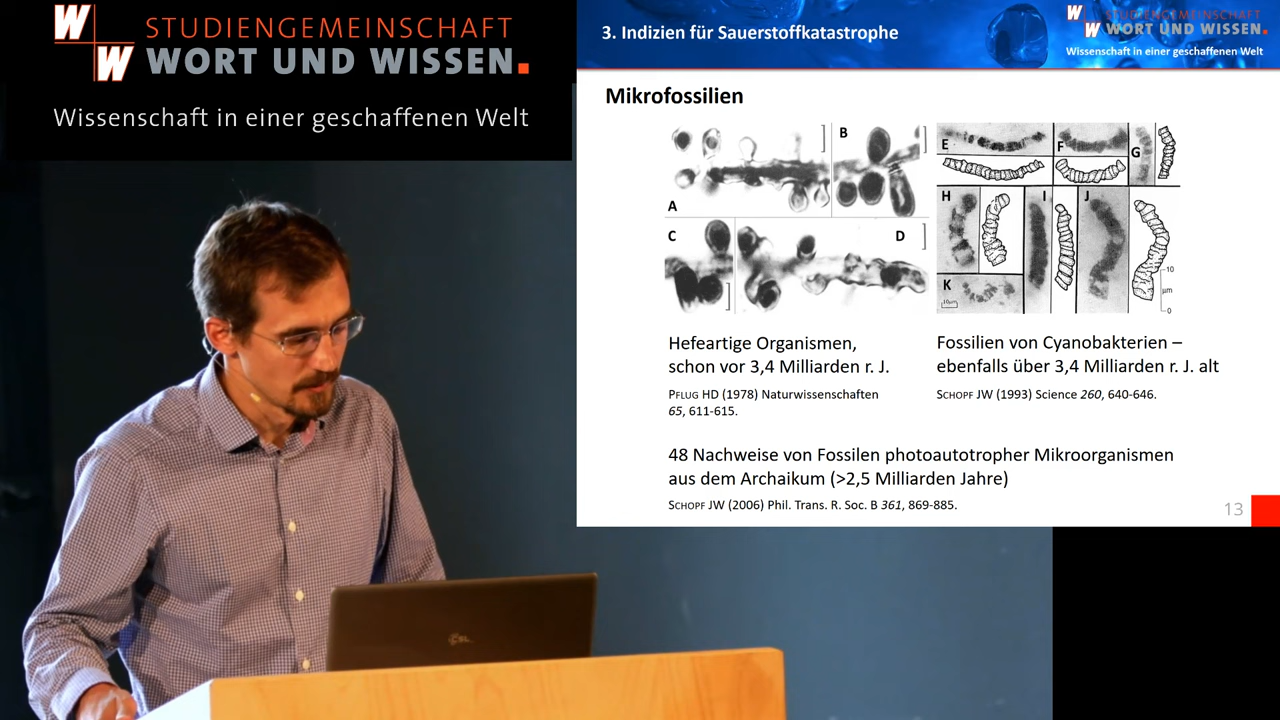 W
W
STUDIENGEMEINSCHAFT
WORT UND WISSEN.
Wissenschaft in einer geschaffenen Welt
3. Indizien für Sauerstoffkatastrophe
W
W
STUDIENGEMEINSCHAFT
WORT UND WISSEN.
Wissenschaft in einer geschaffenen Welt
Mikrofossilien
A
B
C
D
E
F
G
H
I
J
K
10µm
10
µm
0
Hefeartige Organismen,
schon vor 3,4 Milliarden r. J.
PFLUG HD (1978) Naturwissenschaften
65, 611-615.
Fossilien von Cyanobakterien –
ebenfalls über 3,4 Milliarden r. J. alt
SCHOPF JW (1993) Science 260, 640-646.
48 Nachweise von Fossilen photoautotropher Mikroorganismen
aus dem Archaikum (>2,5 Milliarden Jahre)
SCHOPF JW (2006) Phil. Trans. R. Soc. B 361, 869-885.
13